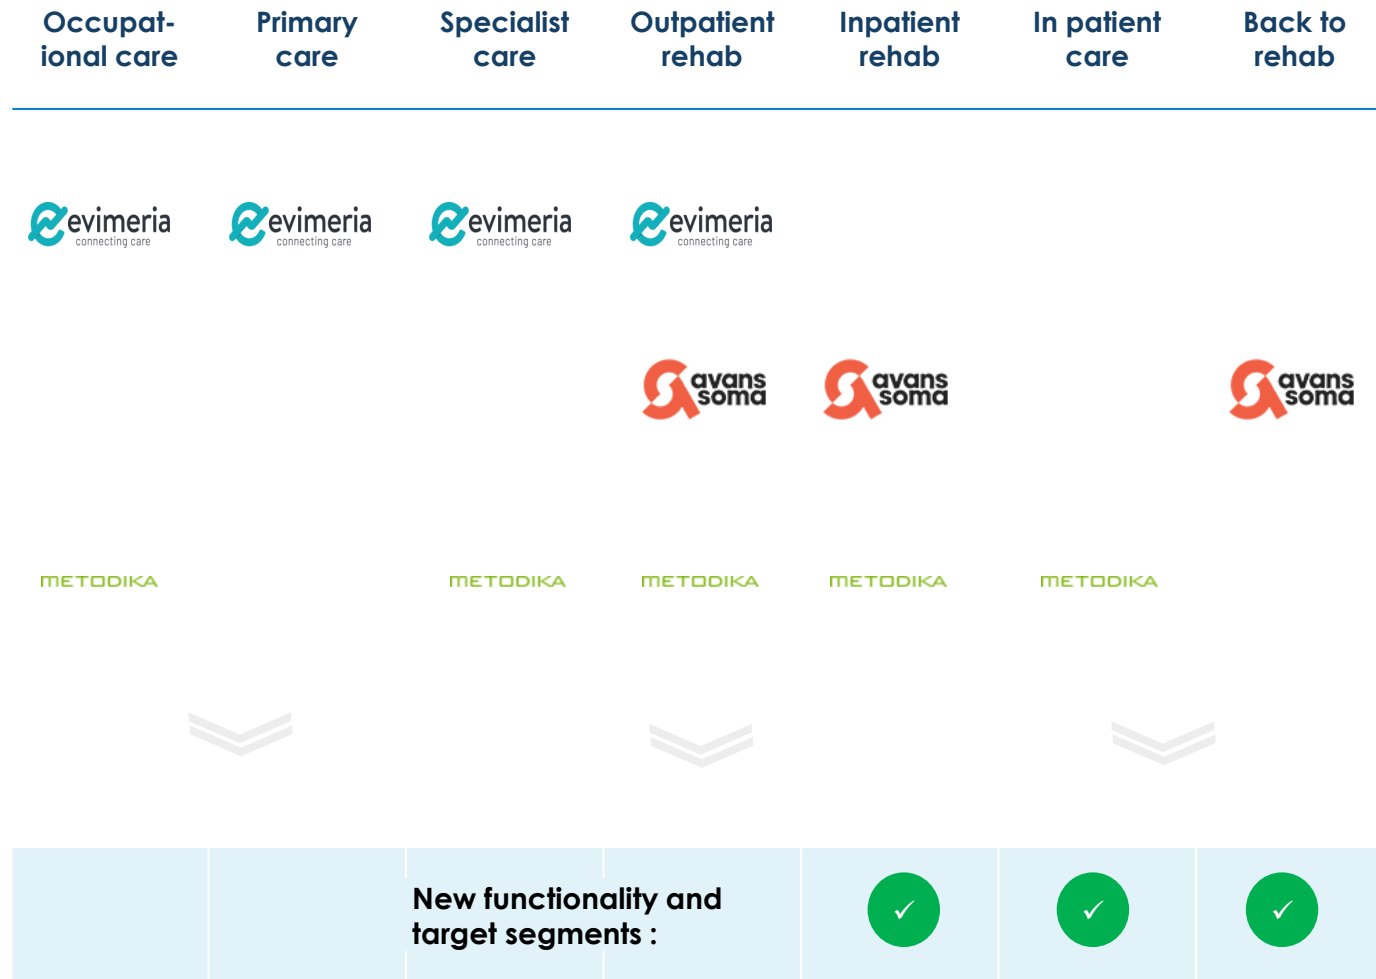 Occupat-
ional care
Primary
care
Specialist
care
Outpatient
rehab
Inpatient
rehab
In patient
care
Back to
rehab
evimeria
connecting care
evimeria
connecting care
evimeria
connecting care
evimeria
connecting care
avans
soma
avans
soma
avans
soma
METODIKA
METODIKA
METODIKA
METODIKA
METODIKA
New functionality and
target segments :